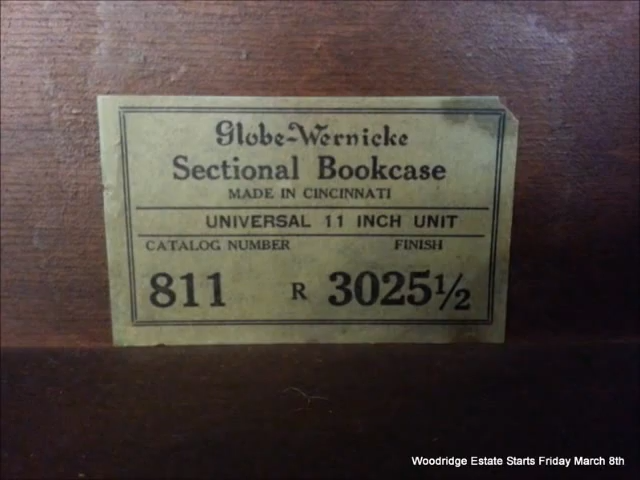 Globe-Wernicke
Sectional Bookcase
MADE IN CINCINNATI
UNIVERSAL 11 INCH UNIT
CATALOG NUMBER FINISH
811 R 3025½
Woodridge Estate Starts Friday March 8th